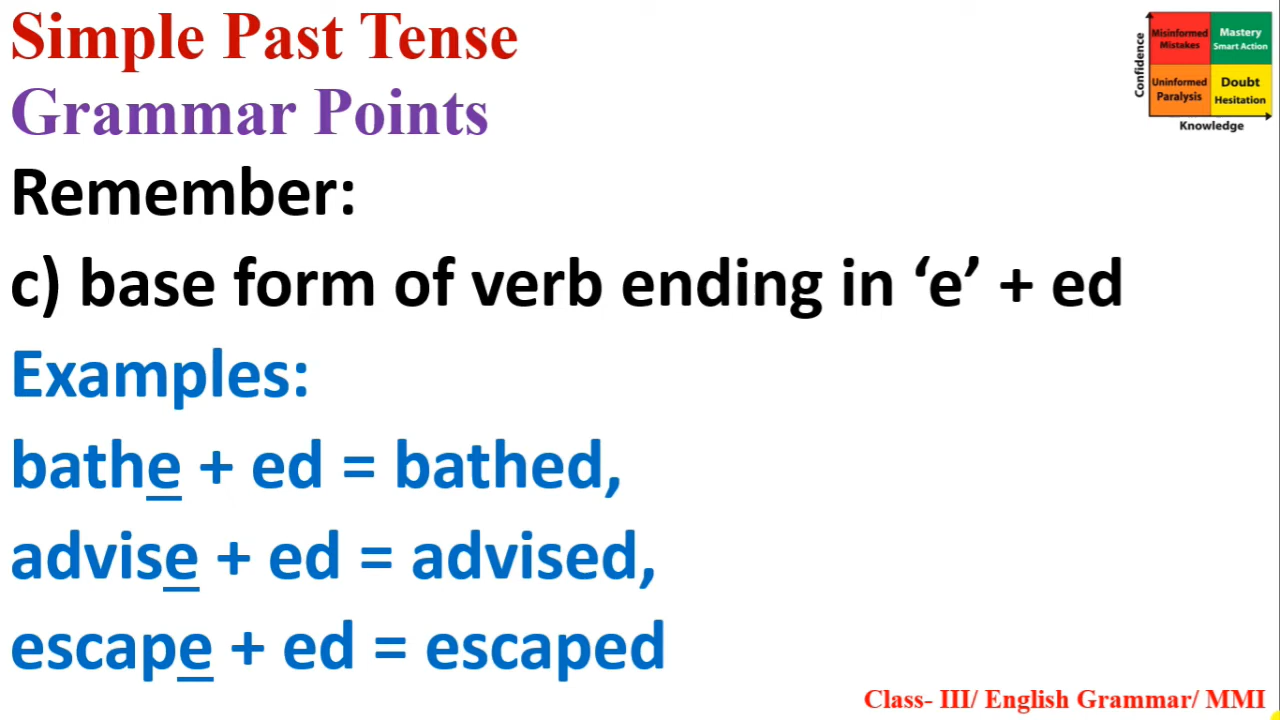 Simple Past Tense
Grammar Points
Remember:
c) base form of verb ending in ‘e’ + ed
Examples:
bathe + ed = bathed,
advise + ed = advised,
escape + ed = escaped
Confidence
Misinformed
Mistakes
Mastery
Smart Action
Uninformed
Paralysis
Doubt
Hesitation
Knowledge
Class- III/ English Grammar/ MMI